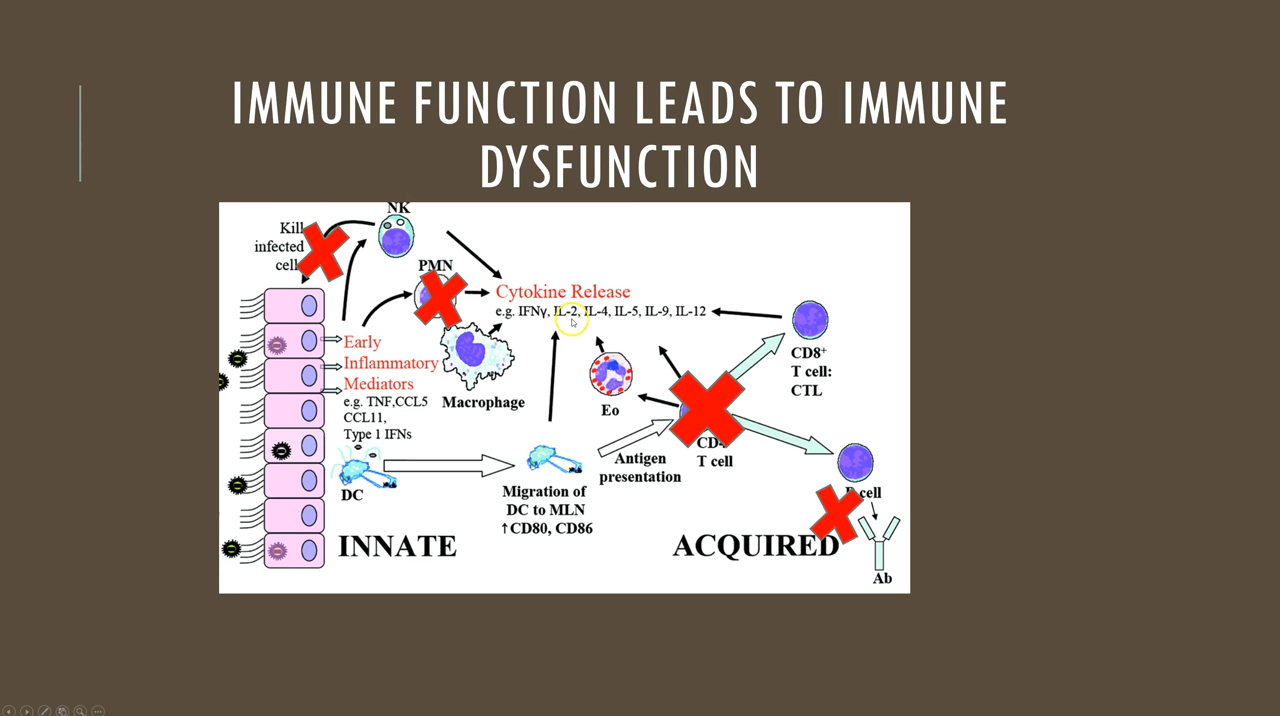 IMMUNE FUNCTION LEADS TO IMMUNE
DYSFUNCTION
NK
Kill
infected
cell
PMN
Cytokine Release
e.g. IFNγ, IL-2, IL-4, IL-5, IL-9, IL-12
Early
Inflammatory
Mediators
e.g. TNF,CCL5
CCL11,
Type 1 IFNs
Macrophage
Eo
CD8⁺
T cell:
CTL
T cell
Antigen
presentation
DC
Migration of
DC to MLN
↑CD80, CD86
cell
INNATE
ACQUIRED
Ab